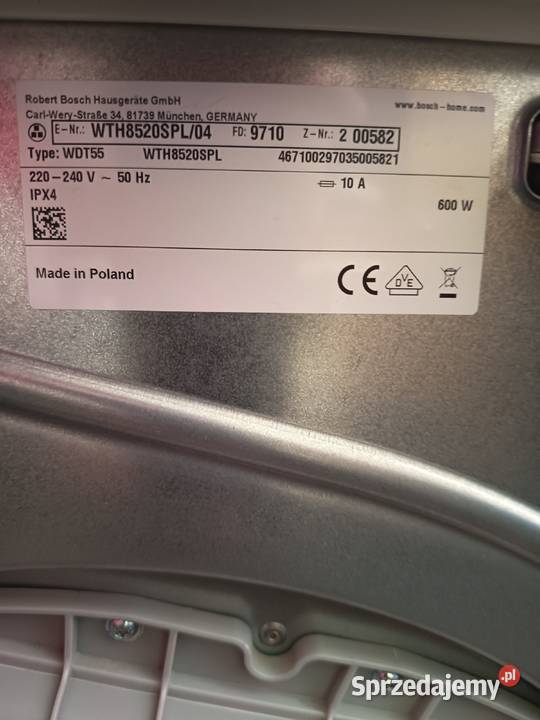 Robert Bosch Hausgeräte GmbH
www.bosch-home.com
Carl-Wery-Straße 34, 81739 München, GERMANY
E-Nr.: WTH8520SPL/04 FD: 9710 Z-Nr.: 2 00582
Type: WDT55 WTH8520SPL 467100297035005821
220-240 V ~ 50 Hz 10 A
IPX4
600 W
Made in Poland
CE DVE
Sprzedajemy.pl